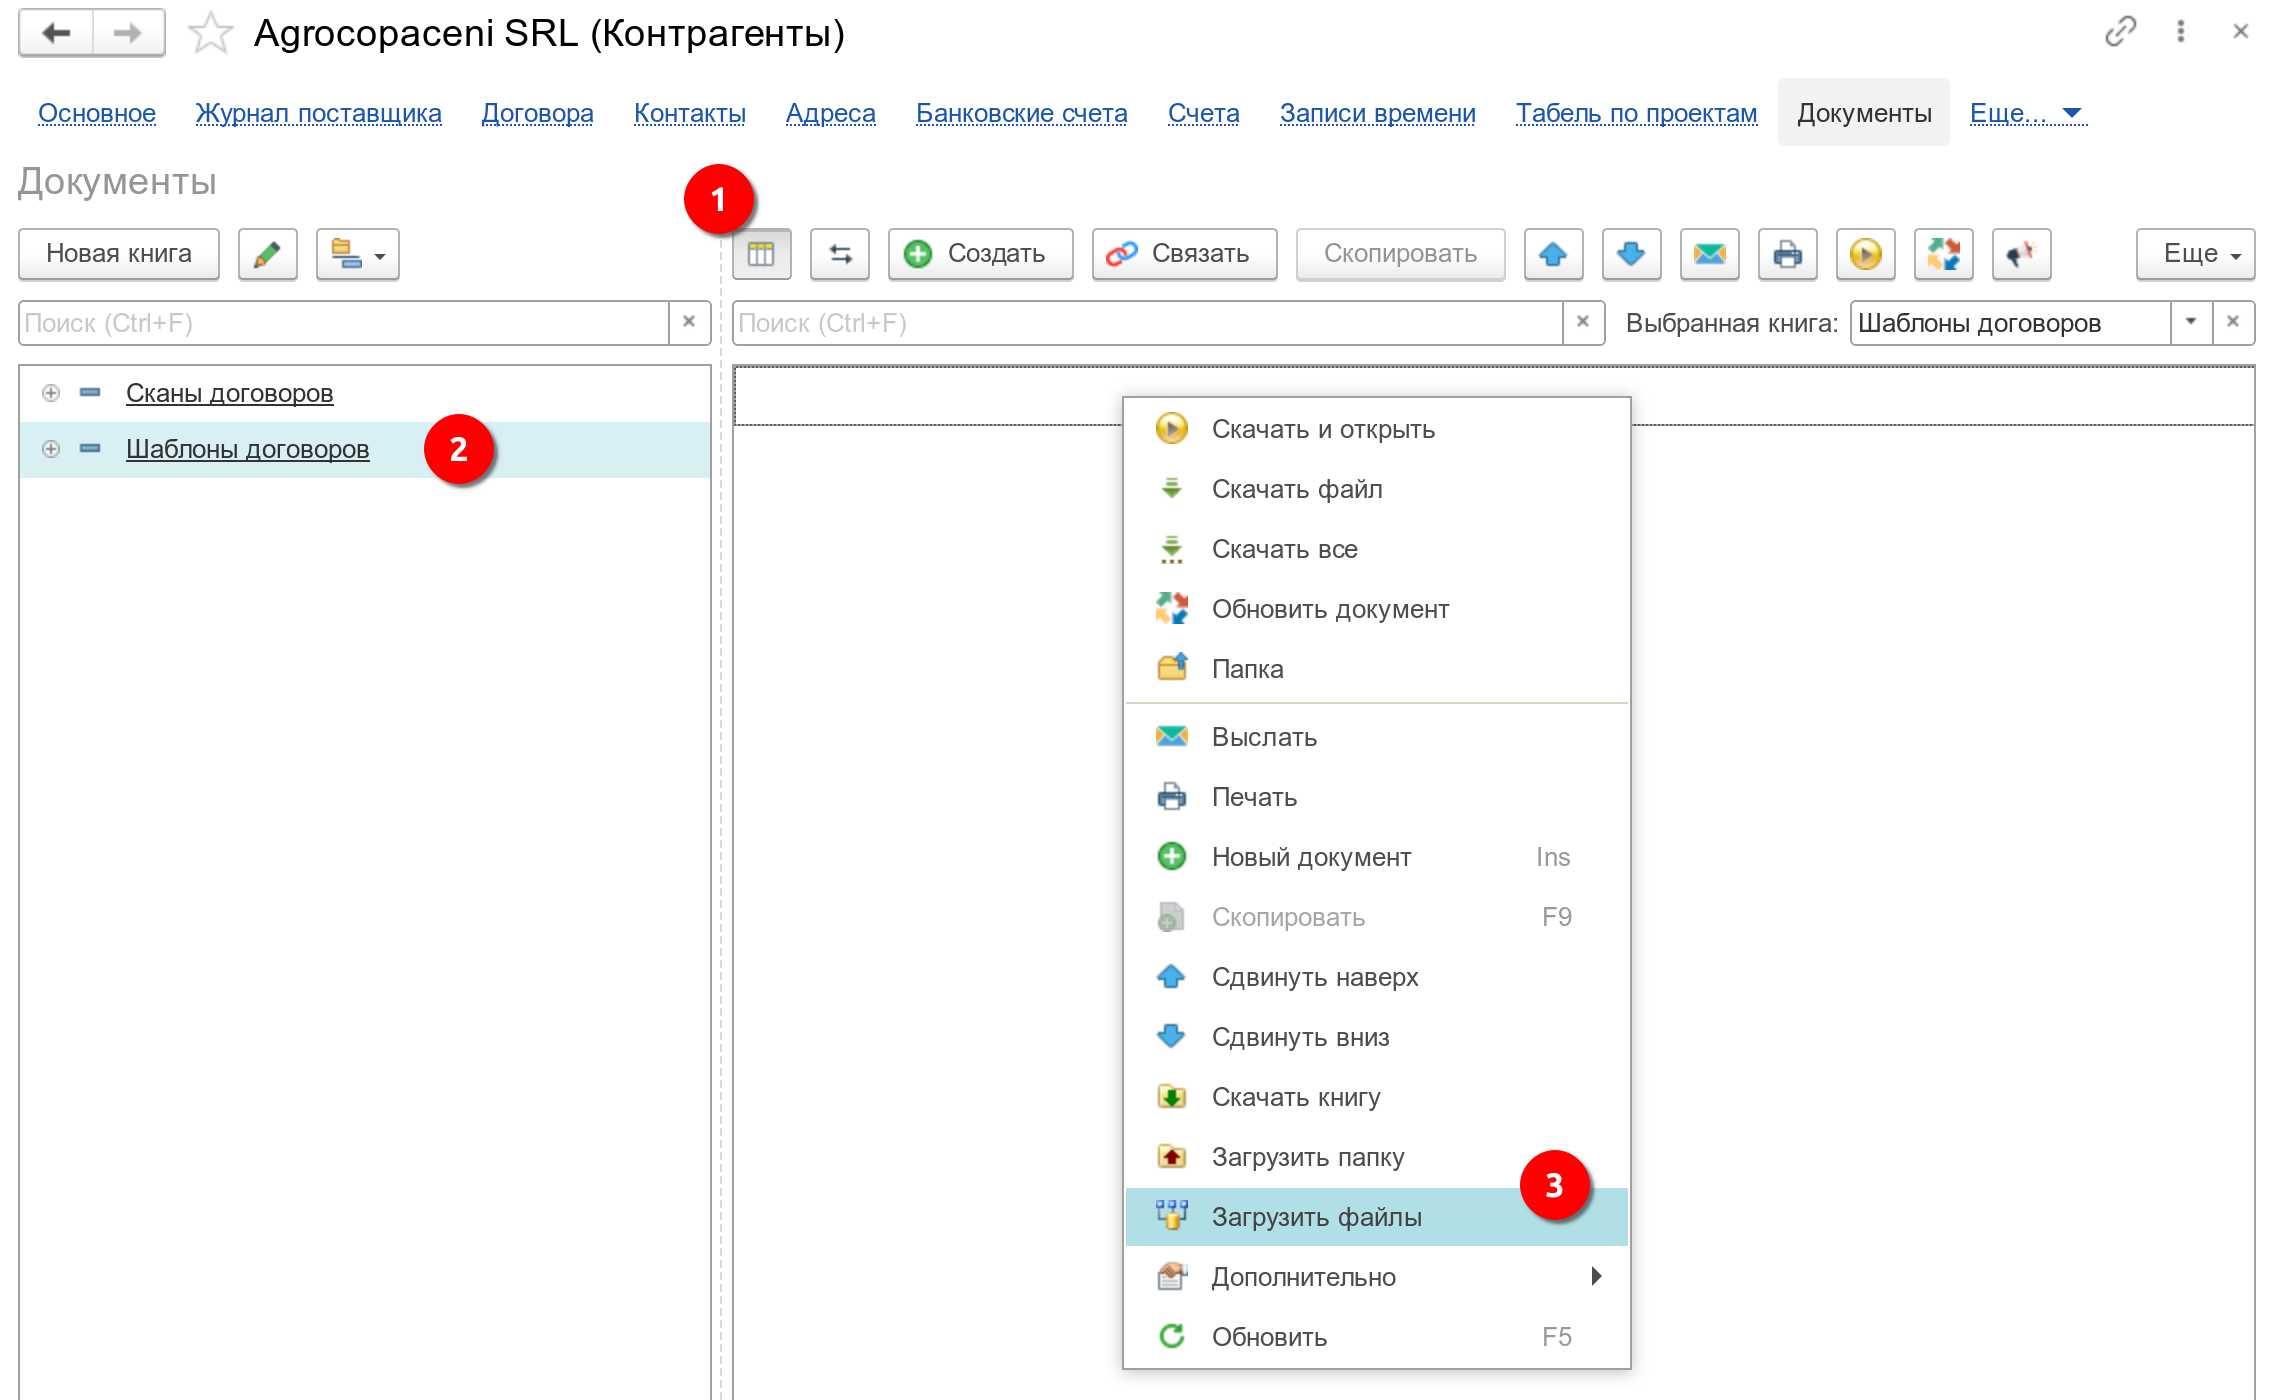 Agrocopaceni SRL (Контрагенты)
Основное Журнал поставщика Договора Контакты Адреса Банковские счета Счета Записи времени Табель по проектам Документы Еще...
Документы
1
Новая книга Создать Связать Скопировать Еще
Поиск (Ctrl+F) Поиск (Ctrl+F) Выбранная книга: Шаблоны договоров
Сканы договоров
Шаблоны договоров
2
Скачать и открыть
Скачать файл
Скачать все
Обновить документ
Папка
Выслать
Печать
Новый документ Ins
Скопировать F9
Сдвинуть наверх
Сдвинуть вниз
Скачать книгу
Загрузить папку
3
Загрузить файлы
Дополнительно
Обновить F5